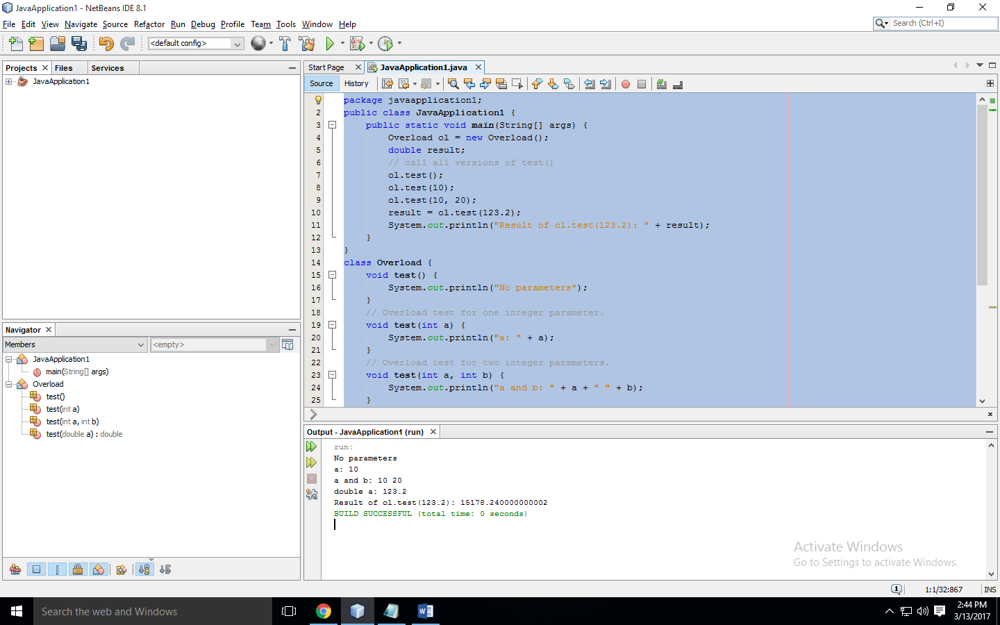 JavaApplication1 - NetBeans IDE 8.1
File Edit View Navigate Source Refactor Run Debug Profile Team Tools Window Help
Search (Ctrl+I)
<default config>
Projects Files Services
JavaApplication1
Start Page JavaApplication1.java
Source History
package javaapplication1;
2 public class JavaApplication1 {
3 public static void main(String[] args) {
4 Overload ol = new Overload();
5 double result;
6 // call all versions of test()
7 ol.test();
8 ol.test(10);
9 ol.test(10, 20);
10 result = ol.test(123.2);
11 System.out.println("Result of ol.test(123.2): " + result);
12 }
13 }
14 class Overload {
15 void test() {
16 System.out.println("No parameters");
17 }
18 // Overload test for one integer parameter.
19 void test(int a) {
20 System.out.println("a: " + a);
21 }
22 // Overload test for two integer parameters.
23 void test(int a, int b) {
24 System.out.println("a and b: " + a + " " + b);
25 }
Navigator
Members <empty>
JavaApplication1
main(String[] args)
Overload
test()
test(int a)
test(int a, int b)
test(double a) : double
Output - JavaApplication1 (run)
run:
No parameters
a: 10
a and b: 10 20
double a: 123.2
Result of ol.test(123.2): 15178.240000000002
BUILD SUCCESSFUL (total time: 0 seconds)
Activate Windows
Go to Settings to activate Windows.
1 1:1/32:867 INS
Search the web and Windows
2:44 PM
3/13/2017